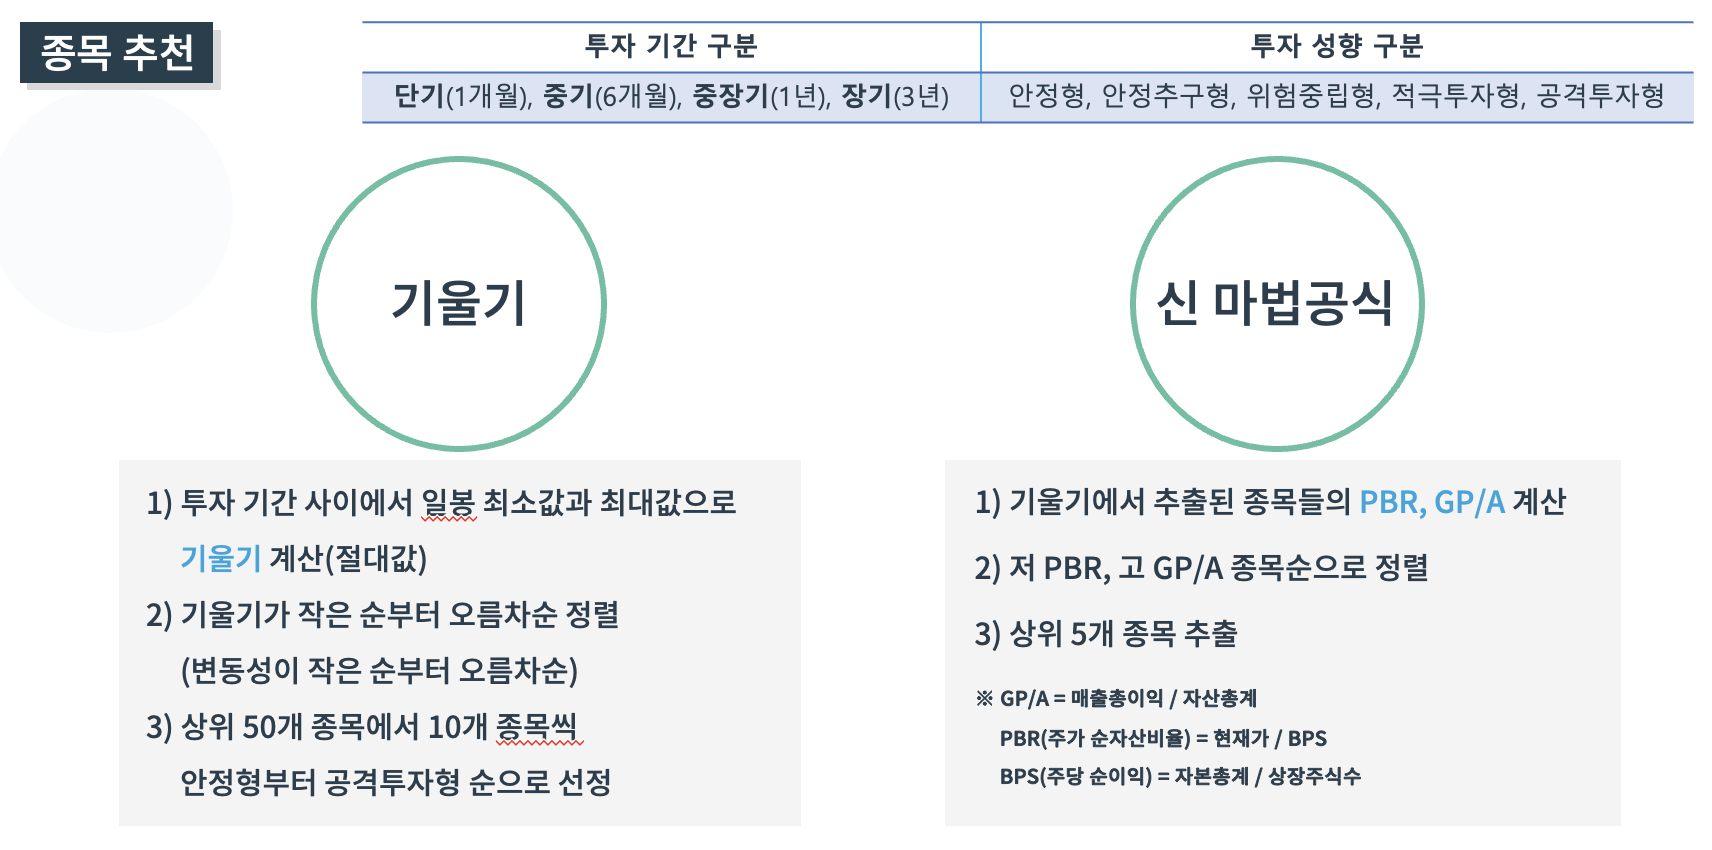 종목 추천
투자 기간 구분
투자 성향 구분
단기(1개월), 중기(6개월), 중장기(1년), 장기(3년)
안정형, 안정추구형, 위험중립형, 적극투자형, 공격투자형
기울기
1) 투자 기간 사이에서 일봉 최소값과 최대값으로
기울기 계산(절대값)
2) 기울기가 작은 순부터 오름차순 정렬
(변동성이 작은 순부터 오름차순)
3) 상위 50개 종목에서 10개 종목씩
안정형부터 공격투자형 순으로 선정
신 마법공식
1) 기울기에서 추출된 종목들의 PBR, GP/A 계산
2) 저 PBR, 고 GP/A 종목순으로 정렬
3) 상위 5개 종목 추출
※ GP/A = 매출총이익 / 자산총계
PBR(주가 순자산비율) = 현재가 / BPS
BPS(주당 순이익) = 자본총계 / 상장주식수